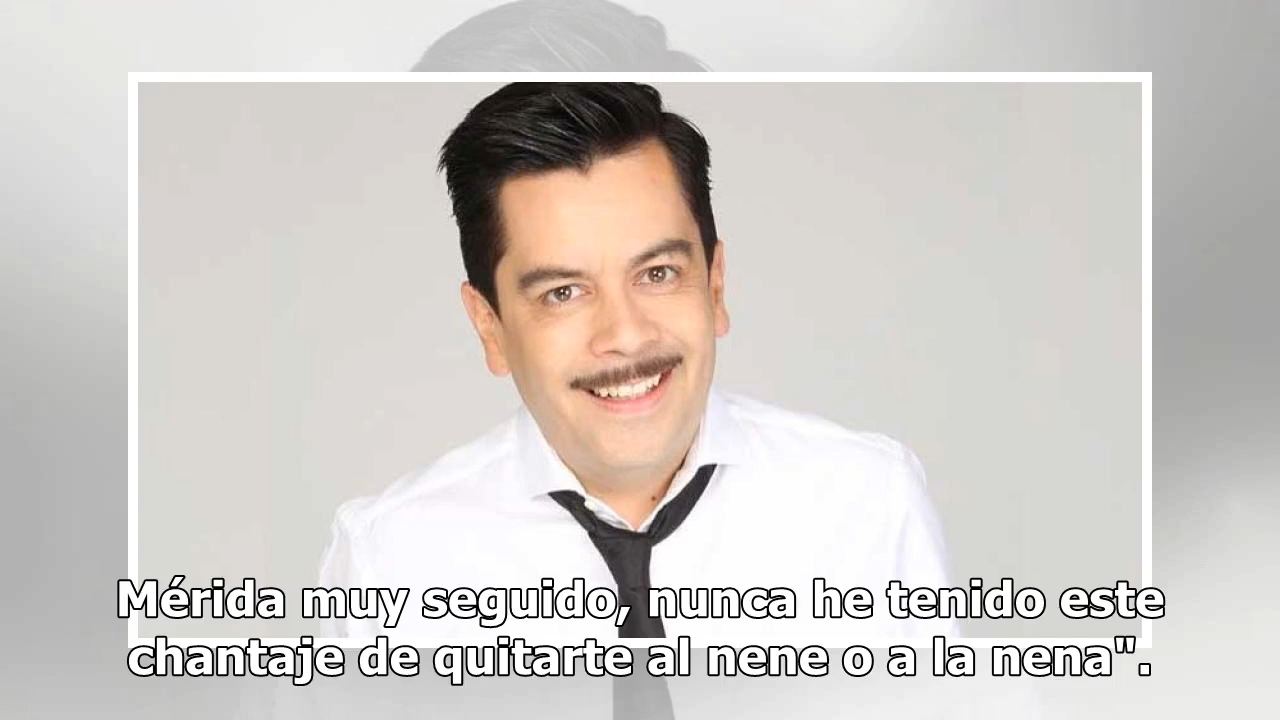 Mérida muy seguido, nunca he tenido este
chantaje de quitarte al nene o a la nena".